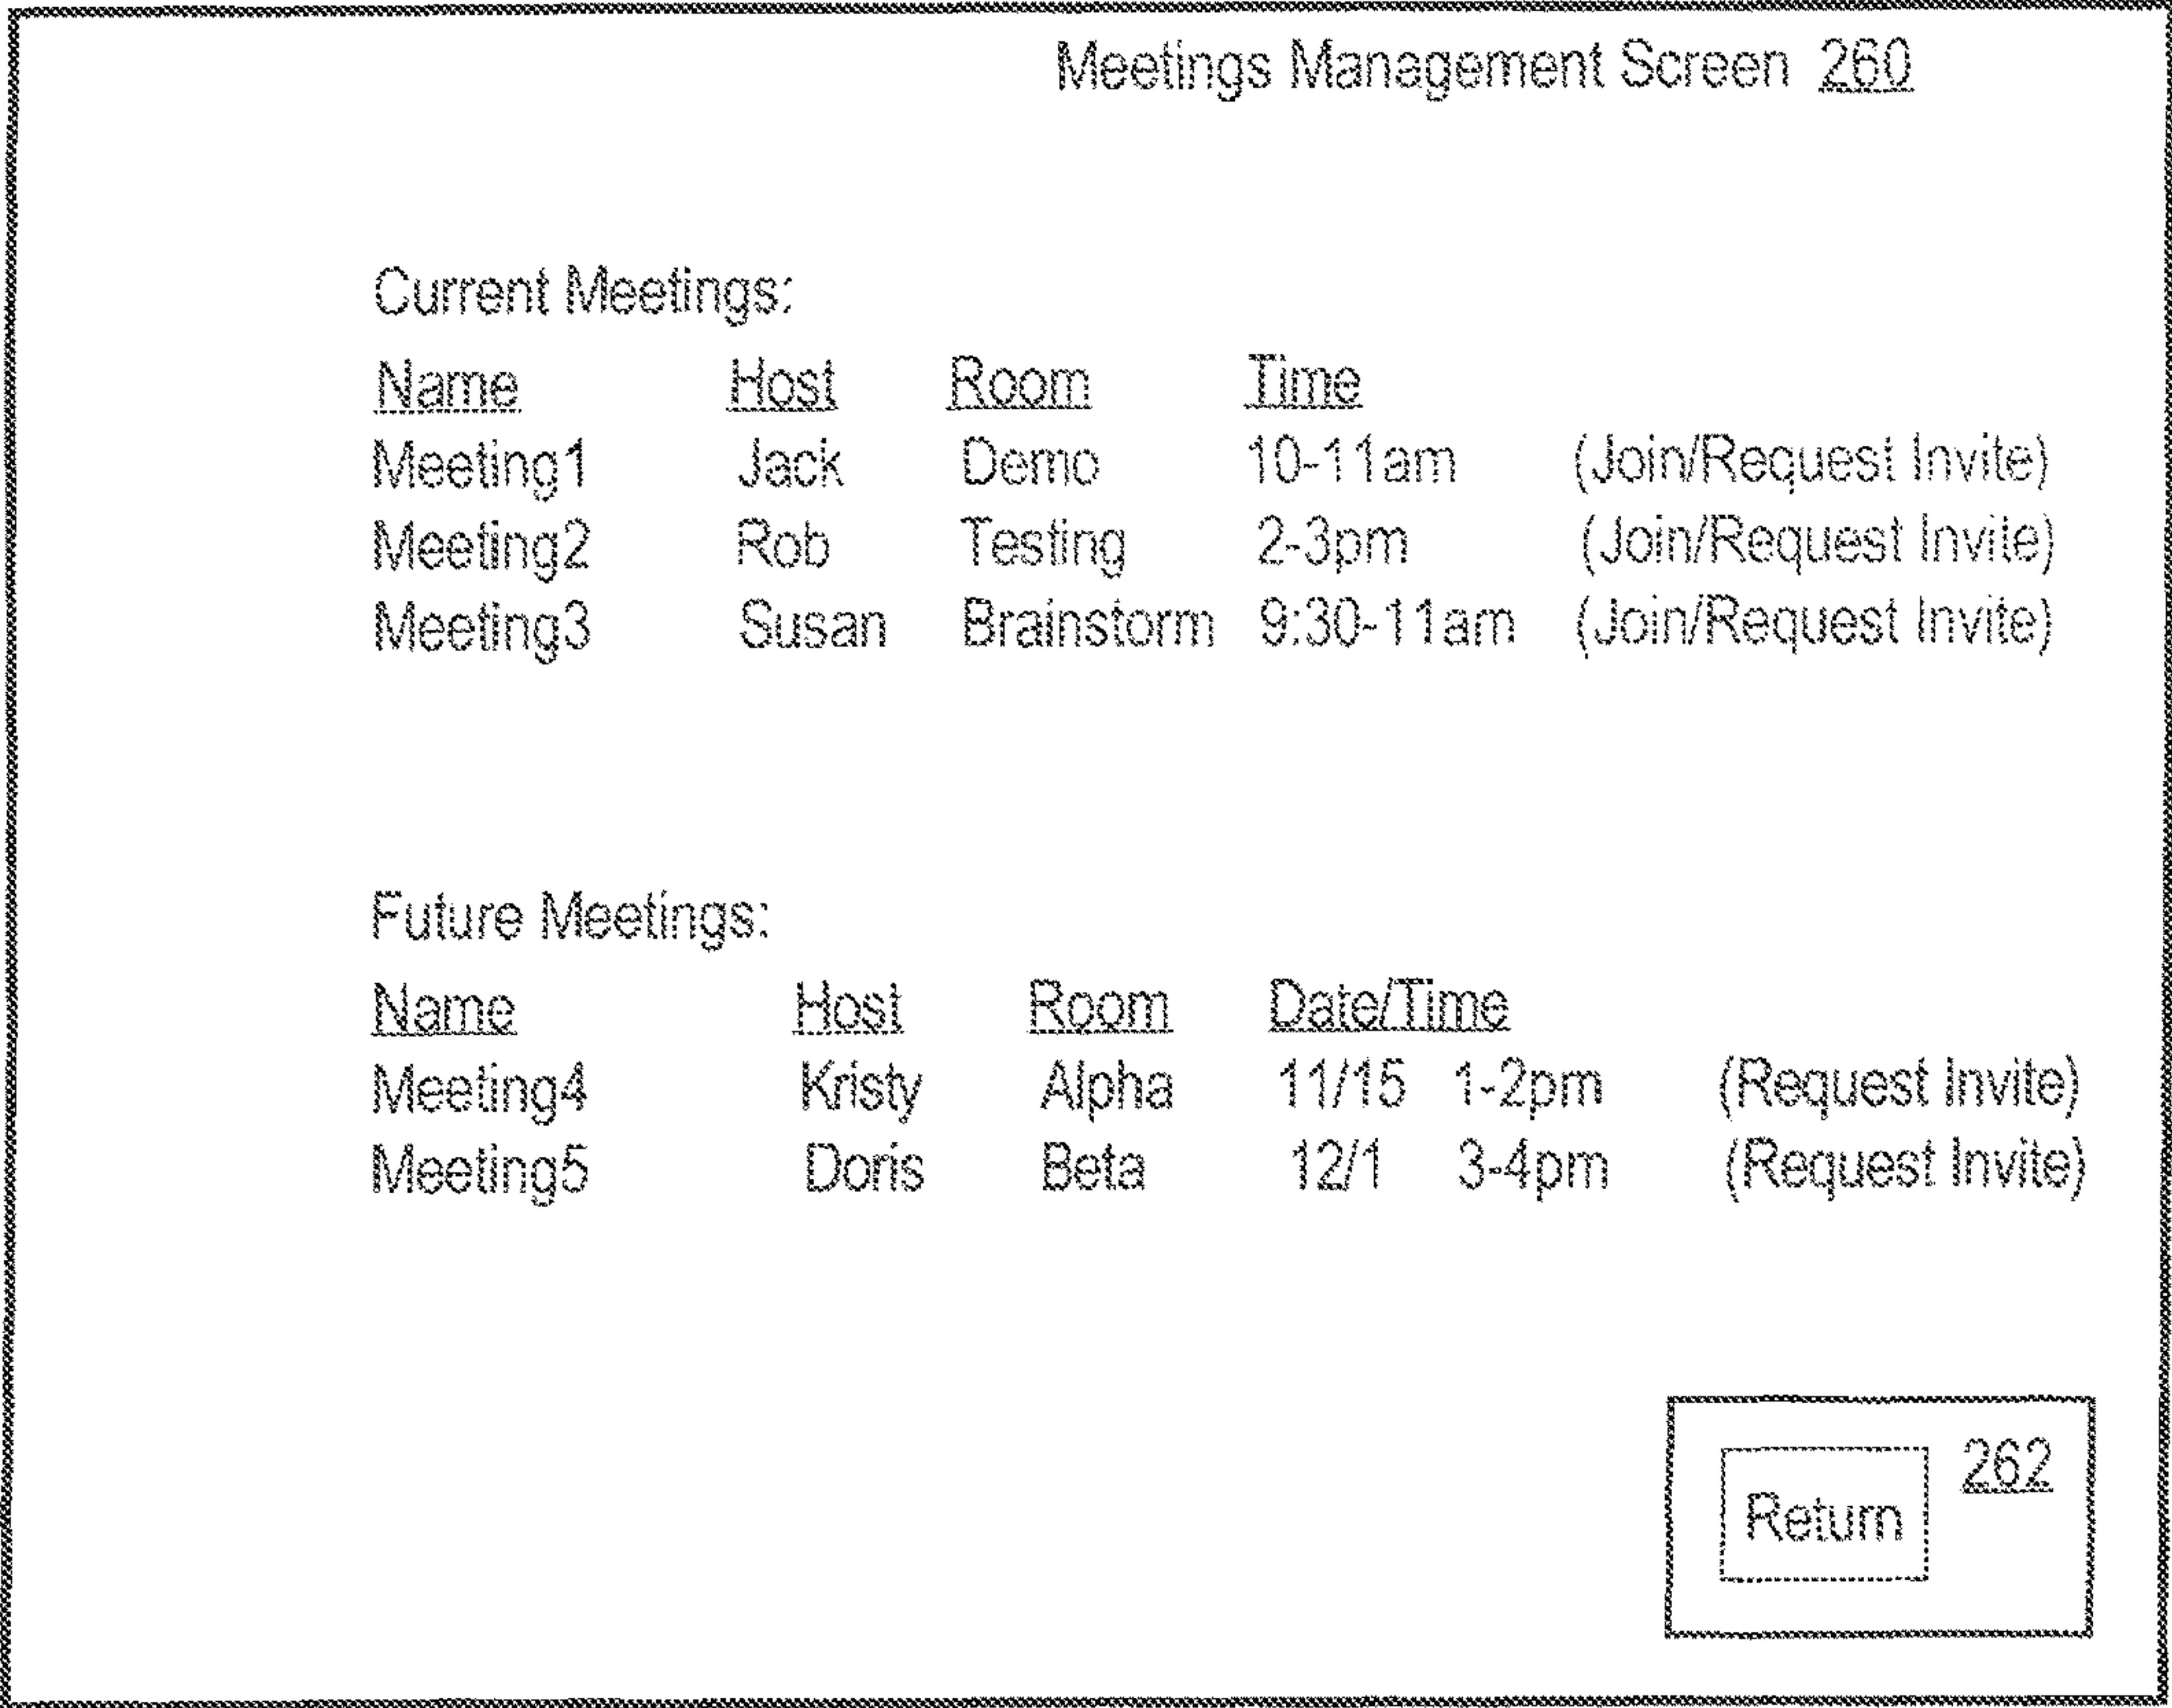 Meetings Management Screen 260
Current Meetings:
Name Host Room Time
Meeting1 Jack Demo 10-11am (Join/Request Invite)
Meeting2 Rob Testing 2-3pm (Join/Request Invite)
Meeting3 Susan Brainstorm 9:30-11am (Join/Request Invite)
Future Meetings:
Name Host Room Date/Time
Meeting4 Kristy Alpha 11/15 1-2pm (Request Invite)
Meeting5 Doris Beta 12/1 3-4pm (Request Invite)
262
Return